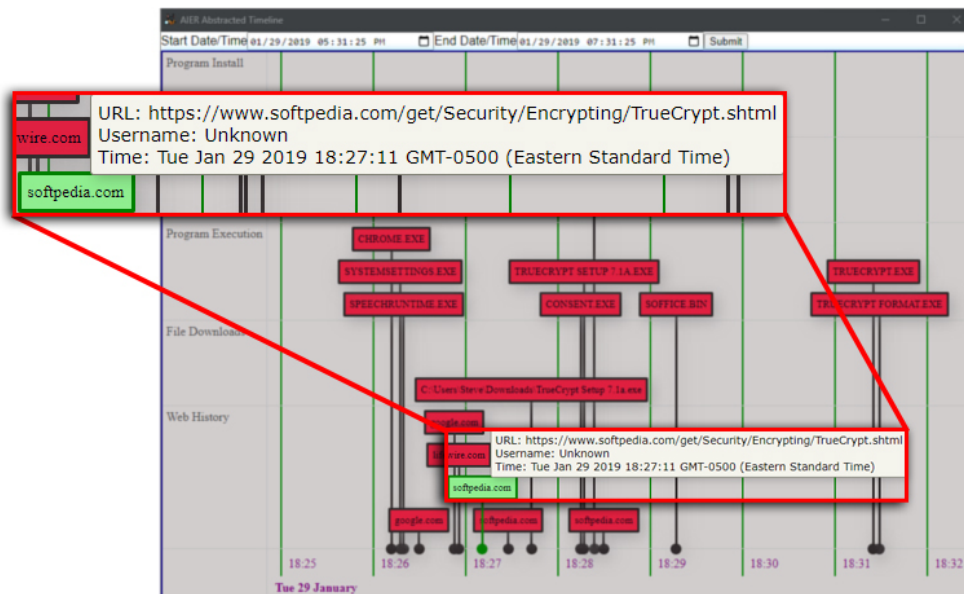 AIER Abstracted Timeline
Start Date/Time 01/29/2019 05:31:25 PM End Date/Time 01/29/2019 07:31:25 PM Submit
Program Install
URL: https://www.softpedia.com/get/Security/Encrypting/TrueCrypt.shtml
wire.com
Username: Unknown
Time: Tue Jan 29 2019 18:27:11 GMT-0500 (Eastern Standard Time)
softpedia.com
Program Execution
CHROME.EXE
SYSTEMSETTINGS.EXE TRUECRYPT SETUP 7.1A.EXE TRUECRYPT.EXE
SPEECHRUNTIME.EXE CONSENT.EXE SOFFICE.BIN TRUECRYPT FORMAT.EXE
File Downloads
C:\Users\Steve\Downloads\TrueCrypt Setup 7.1a.exe
Web History
google.com
URL: https://www.softpedia.com/get/Security/Encrypting/TrueCrypt.shtml
wire.com
Username: Unknown
Time: Tue Jan 29 2019 18:27:11 GMT-0500 (Eastern Standard Time)
softpedia.com
google.com softpedia.com softpedia.com
18:25 18:26 18:27 18:28 18:29 18:30 18:31 18:32
Tue 29 January